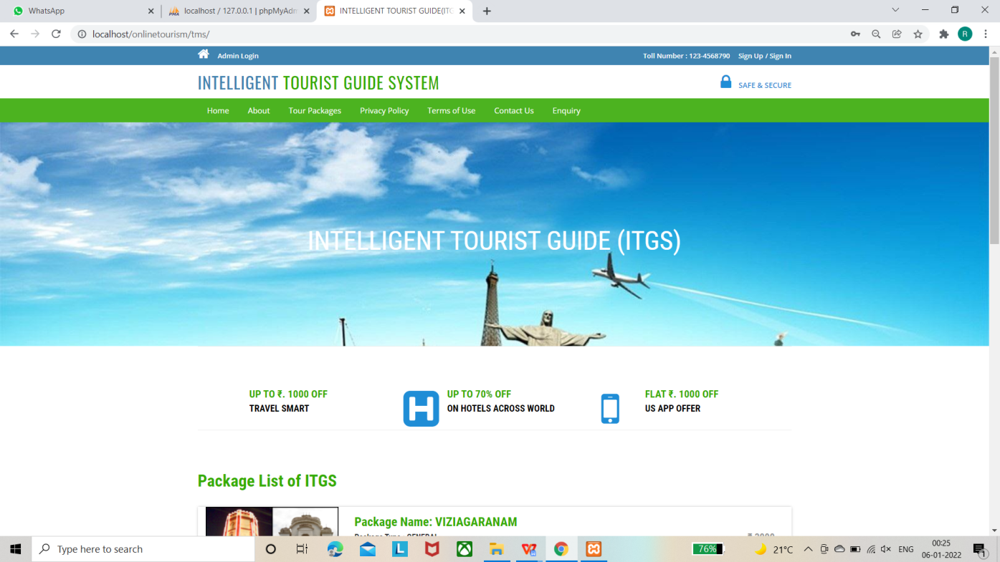 WhatsApp
localhost / 127.0.0.1 | phpMyAdm
INTELLIGENT TOURIST GUIDE(ITG
localhost/onlinetourism/tms/
R
Admin Login
Toll Number : 123-4568790 Sign Up / Sign In
INTELLIGENT TOURIST GUIDE SYSTEM
SAFE & SECURE
Home About Tour Packages Privacy Policy Terms of Use Contact Us Enquiry
INTELLIGENT TOURIST GUIDE (ITGS)
UP TO ₹. 1000 OFF
TRAVEL SMART
H
UP TO 70% OFF
ON HOTELS ACROSS WORLD
FLAT ₹. 1000 OFF
US APP OFFER
Package List of ITGS
Package Name: VIZIAGARANAM
Package Type : GENERAL
₹ 2000
Type here to search
L
76%
21°C
ENG
00:25
06-01-2022
1